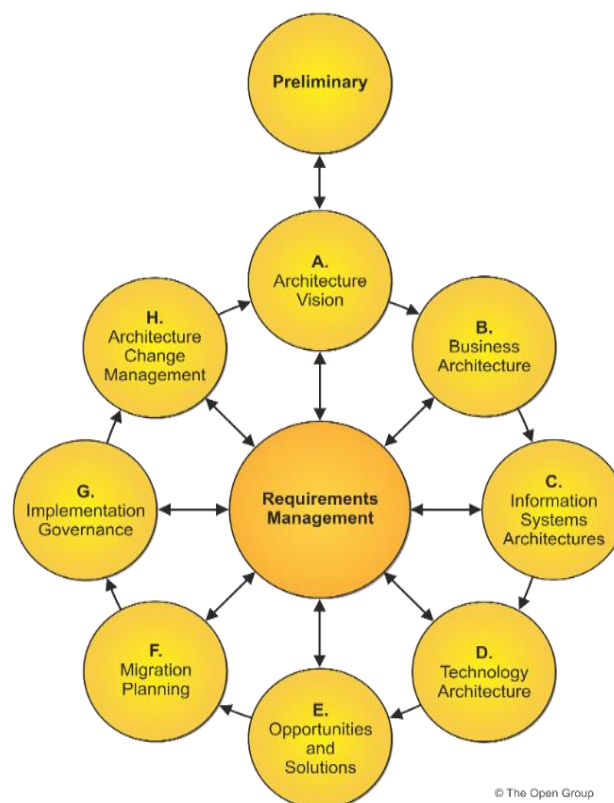 Preliminary
A.
Architecture
Vision
B.
Business
Architecture
C.
Information
Systems
Architectures
D.
Technology
Architecture
E.
Opportunities
and
Solutions
F.
Migration
Planning
G.
Implementation
Governance
H.
Architecture
Change
Management
Requirements
Management
© The Open Group